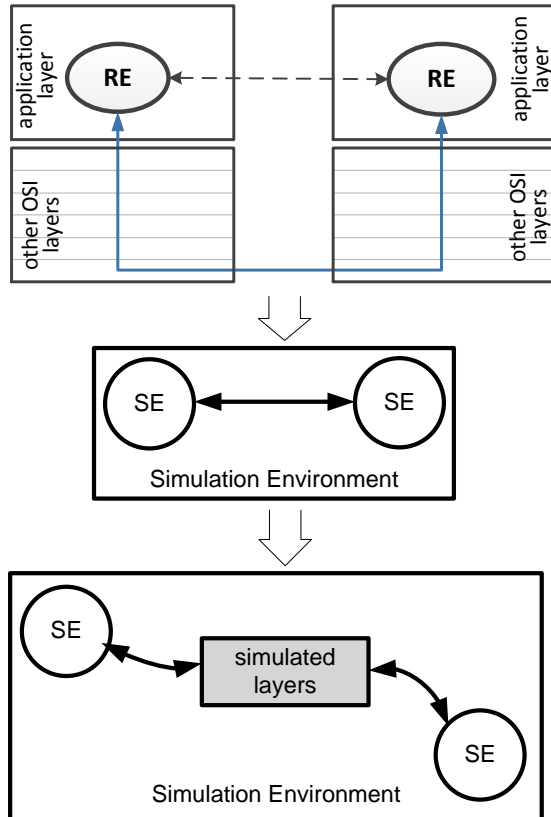 application
layer
RE
RE
application
layer
other OSI
layers
other OSI
layers
SE
SE
Simulation Environment
SE
simulated
layers
SE
Simulation Environment